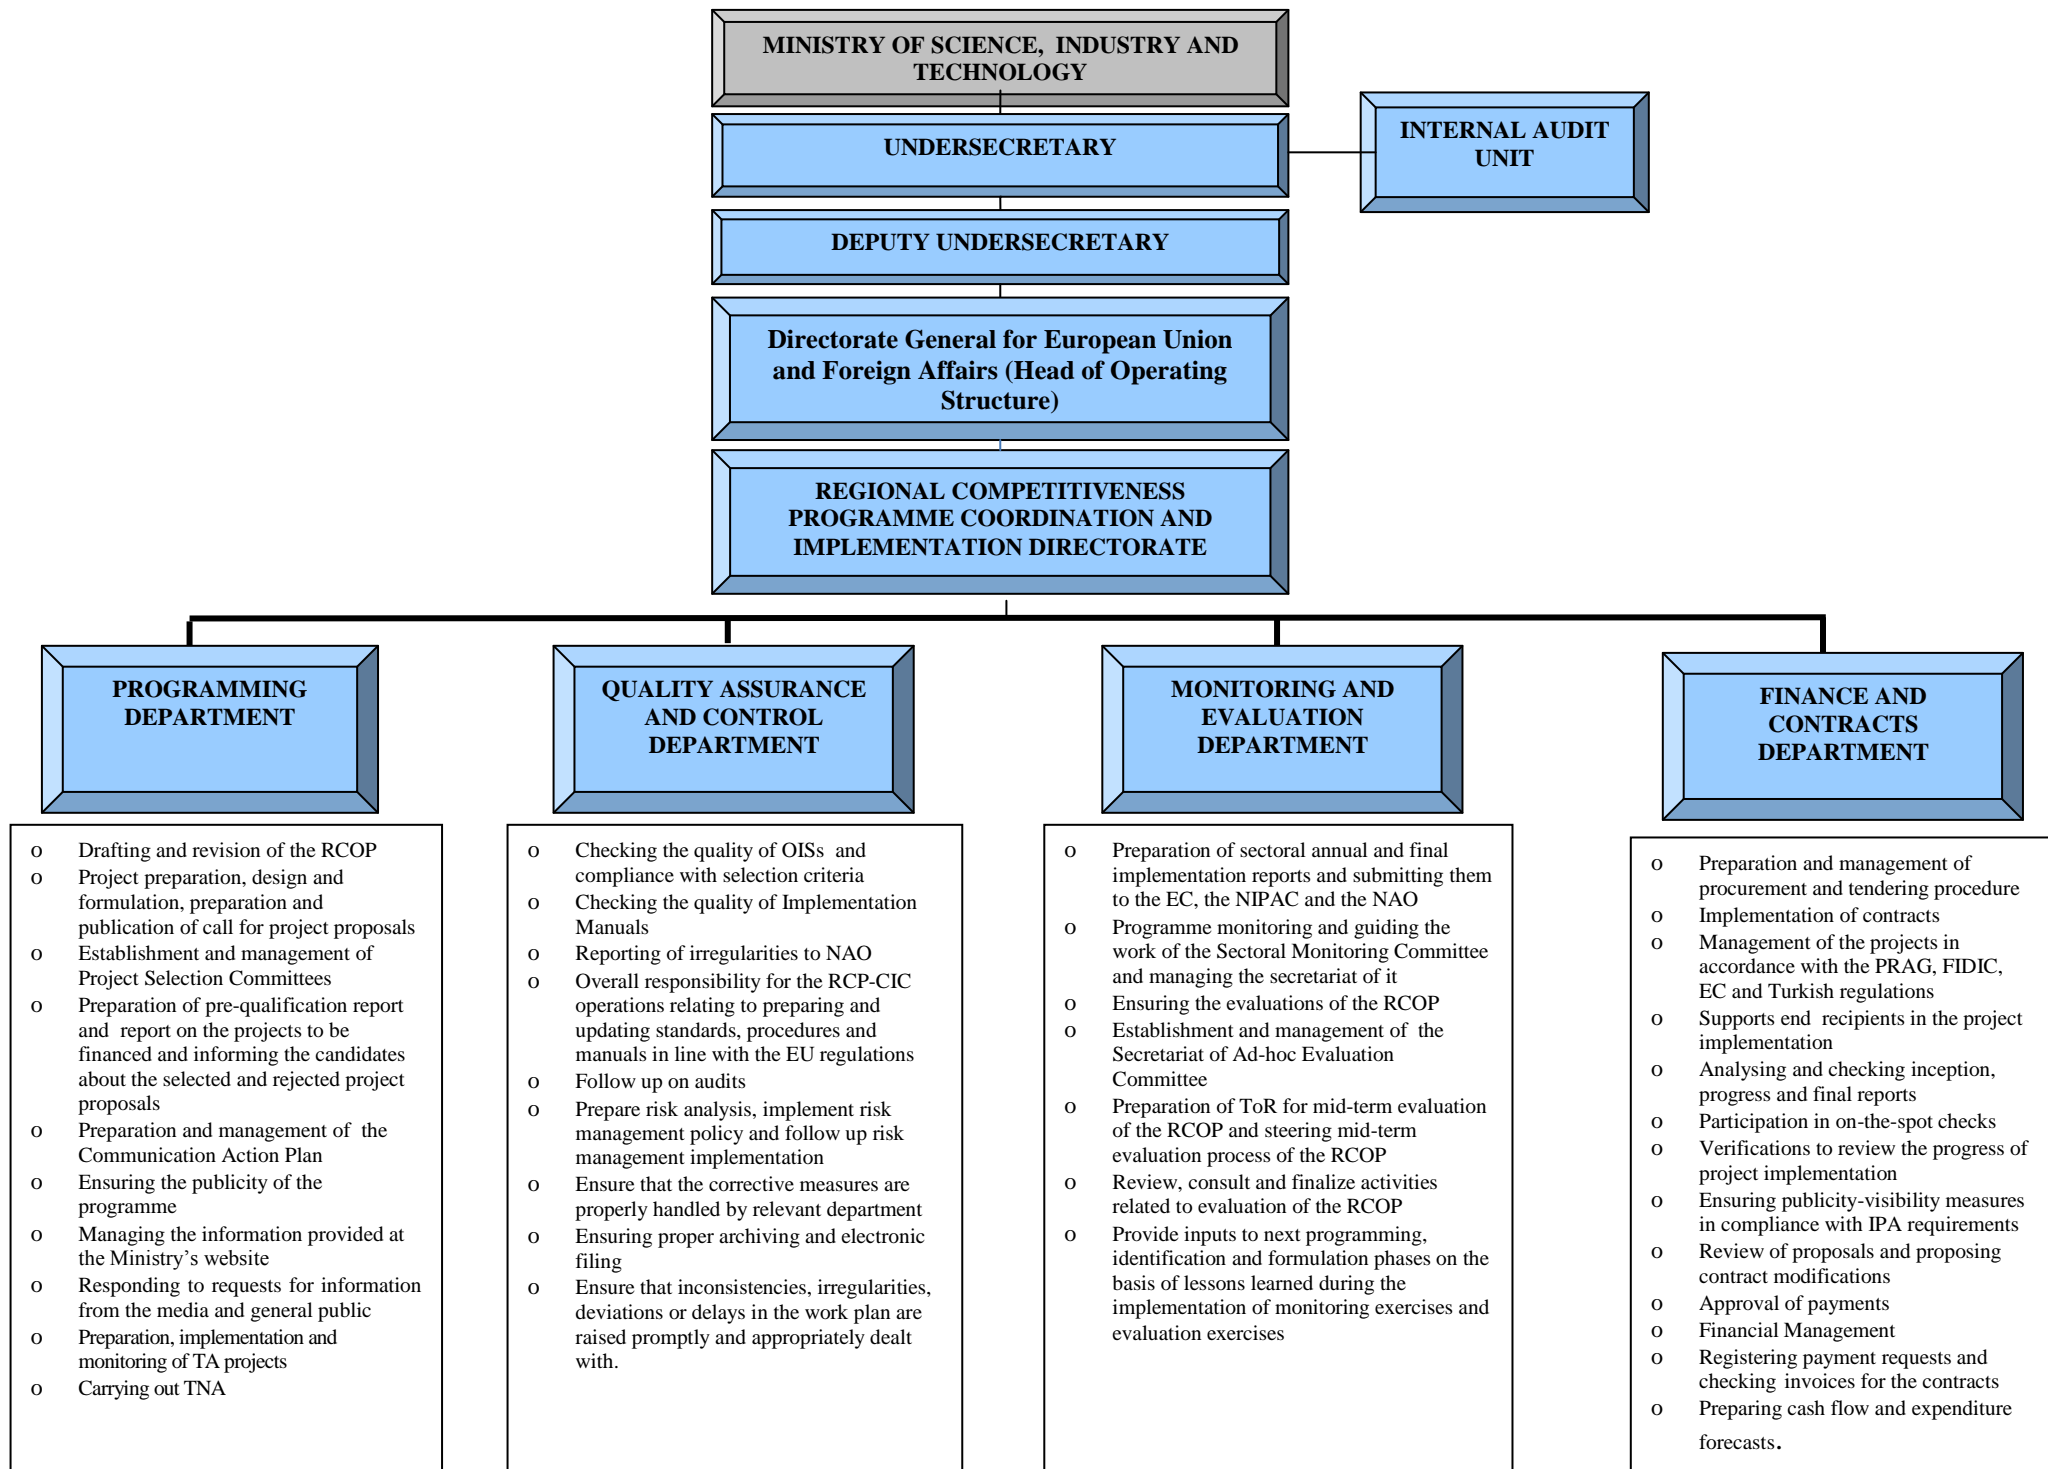 MINISTRY OF SCIENCE, INDUSTRY AND
TECHNOLOGY
UNDERSECRETARY
INTERNAL AUDIT
UNIT
DEPUTY UNDERSECRETARY
Directorate General for European Union
and Foreign Affairs (Head of Operating
Structure)
REGIONAL COMPETITIVENESS
PROGRAMME COORDINATION AND
IMPLEMENTATION DIRECTORATE
PROGRAMMING
DEPARTMENT
QUALITY ASSURANCE
AND CONTROL
DEPARTMENT
MONITORING AND
EVALUATION
DEPARTMENT
FINANCE AND
CONTRACTS
DEPARTMENT
o Drafting and revision of the RCOP
o Project preparation, design and
formulation, preparation and
publication of call for project proposals
o Establishment and management of
Project Selection Committees
o Preparation of pre-qualification report
and report on the projects to be
financed and informing the candidates
about the selected and rejected project
proposals
o Preparation and management of the
Communication Action Plan
o Ensuring the publicity of the
programme
o Managing the information provided at
the Ministry's website
o Responding to requests for information
from the media and general public
o Preparation, implementation and
monitoring of TA projects
o Carrying out TNA
o Checking the quality of OISs and
compliance with selection criteria
o Checking the quality of Implementation
Manuals
o Reporting of irregularities to NAO
o Overall responsibility for the RCP-CIC
operations relating to preparing and
updating standards, procedures and
manuals in line with the EU regulations
o Follow up on audits
o Prepare risk analysis, implement risk
management policy and follow up risk
management implementation
o Ensure that the corrective measures are
properly handled by relevant department
o Ensuring proper archiving and electronic
filing
o Ensure that inconsistencies, irregularities,
deviations or delays in the work plan are
raised promptly and appropriately dealt
with.
o Preparation of sectoral annual and final
implementation reports and submitting them
to the EC, the NIPAC and the NAO
o Programme monitoring and guiding the
work of the Sectoral Monitoring Committee
and managing the secretariat of it
o Ensuring the evaluations of the RCOP
o Establishment and management of the
Secretariat of Ad-hoc Evaluation
Committee
o Preparation of ToR for mid-term evaluation
of the RCOP and steering mid-term
evaluation process of the RCOP
o Review, consult and finalize activities
related to evaluation of the RCOP
o Provide inputs to next programming,
identification and formulation phases on the
basis of lessons learned during the
implementation of monitoring exercises and
evaluation exercises
o Preparation and management of
procurement and tendering procedure
o Implementation of contracts
o Management of the projects in
accordance with the PRAG, FIDIC,
EC and Turkish regulations
o Supports end recipients in the project
implementation
o Analysing and checking inception,
progress and final reports
o Participation in on-the-spot checks
o Verifications to review the progress of
project implementation
o Ensuring publicity-visibility measures
in compliance with IPA requirements
o Review of proposals and proposing
contract modifications
o Approval of payments
o Financial Management
o Registering payment requests and
checking invoices for the contracts
o Preparing cash flow and expenditure
forecasts.